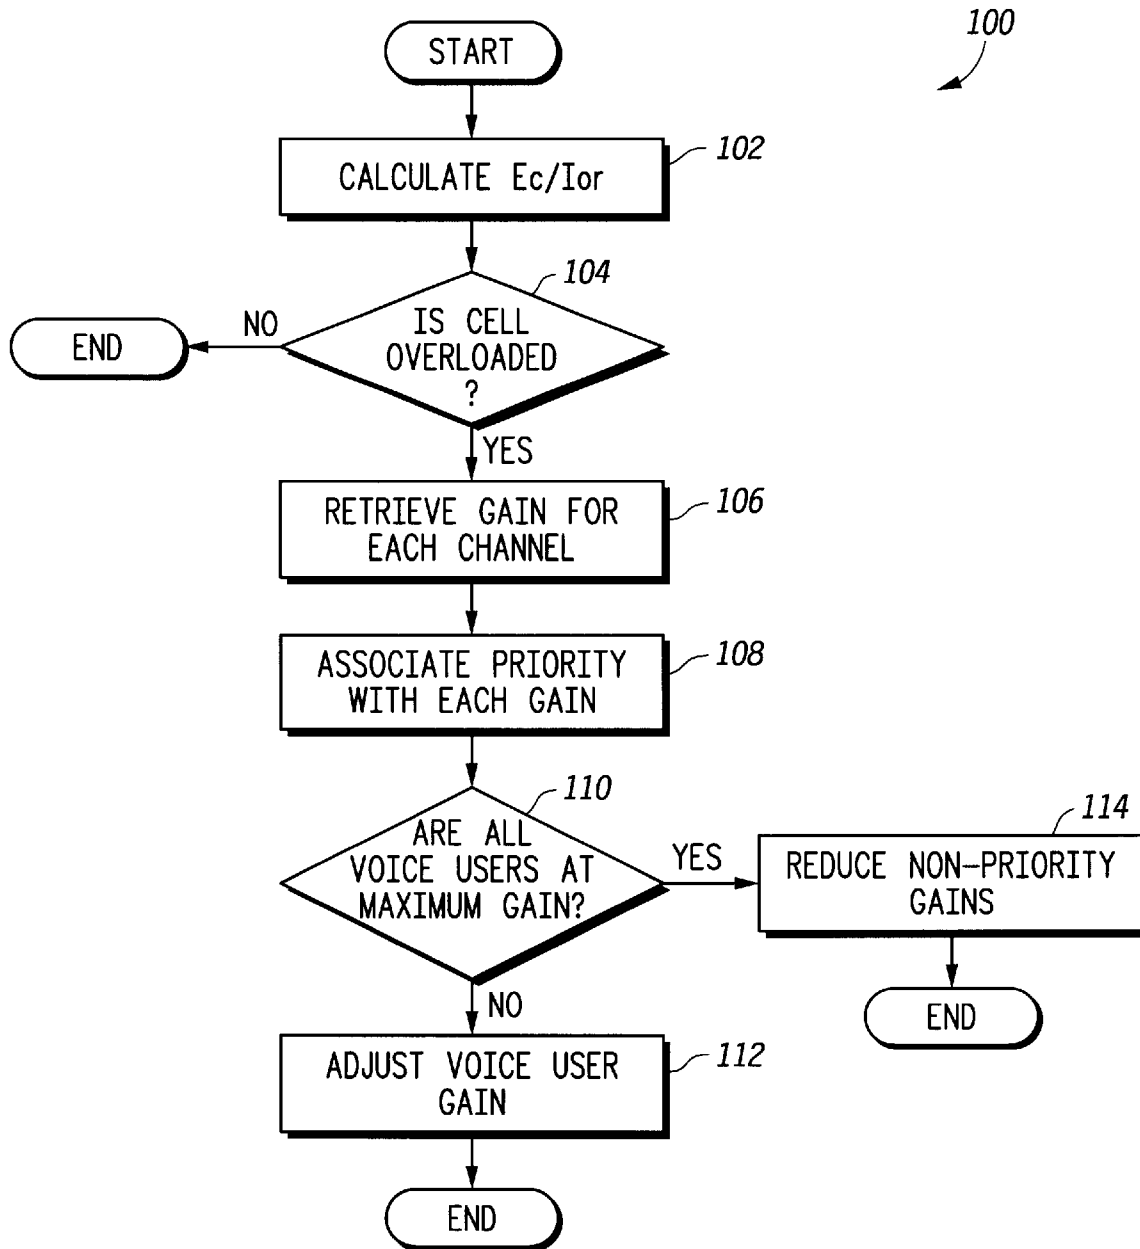 100
START
CALCULATE Ec/Ior
102
104
IS CELL
OVERLOADED
?
NO
END
YES
RETRIEVE GAIN FOR
EACH CHANNEL
106
ASSOCIATE PRIORITY
WITH EACH GAIN
108
110
ARE ALL
VOICE USERS AT
MAXIMUM GAIN?
YES
114
REDUCE NON-PRIORITY
GAINS
END
NO
ADJUST VOICE USER
GAIN
112
END